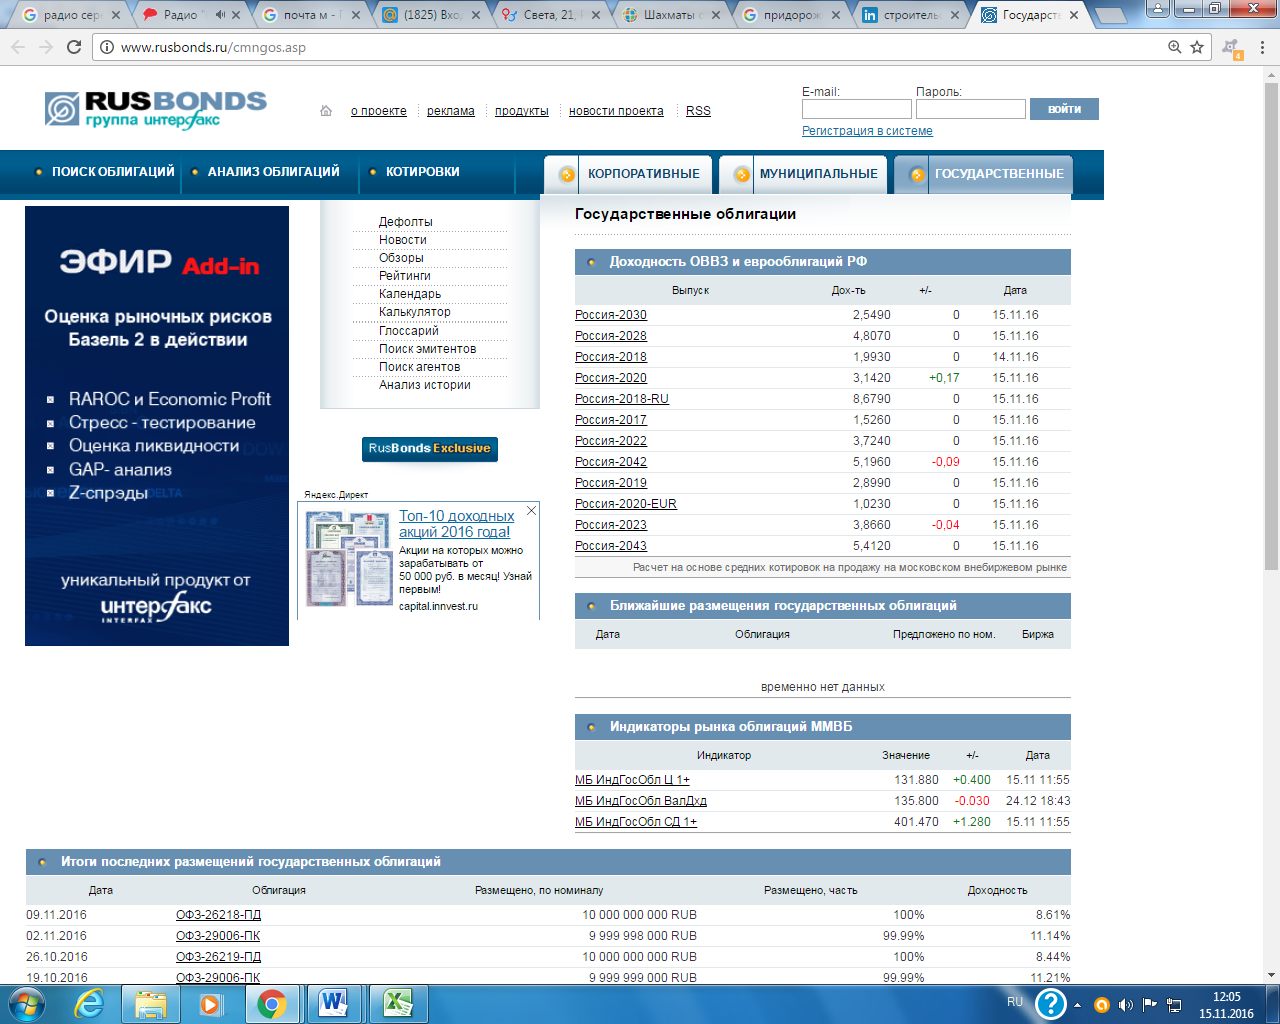 радио сер
Радио "
почта м - П
(1825) Вхо
Света, 21,
Шахматы о
придорож
строитель
Государств
www.rusbonds.ru/cmngos.asp
4
RUSBONDS
группа интерфакс
о проекте
реклама
продукты
новости проекта
RSS
E-mail:
Пароль:
ВОЙТИ
Регистрация в системе
ПОИСК ОБЛИГАЦИЙ
АНАЛИЗ ОБЛИГАЦИЙ
КОТИРОВКИ
КОРПОРАТИВНЫЕ
МУНИЦИПАЛЬНЫЕ
ГОСУДАРСТВЕННЫЕ
ЭФИР Add-in
Оценка рыночных рисков
Базель 2 в действии
RAROC и Economic Profit
Стресс - тестирование
Оценка ликвидности
GAP- анализ
Z-спрэды
уникальный продукт от
интерфакс
INTERFAX
Дефолты
Новости
Обзоры
Рейтинги
Календарь
Калькулятор
Глоссарий
Поиск эмитентов
Поиск агентов
Анализ истории
RusBonds Exclusive
Яндекс.Директ
Топ-10 доходных
акций 2016 года!
Акции на которых можно
зарабатывать от
50 000 руб. в месяц! Узнай
первым!
capital.innvest.ru
Государственные облигации
Доходность ОВВЗ и еврооблигаций РФ
Выпуск Дох-ть +/- Дата
Россия-2030 2,5490 0 15.11.16
Россия-2028 4,8070 0 15.11.16
Россия-2018 1,9930 0 14.11.16
Россия-2020 3,1420 +0,17 15.11.16
Россия-2018-RU 8,6790 0 15.11.16
Россия-2017 1,5260 0 15.11.16
Россия-2022 3,7240 0 15.11.16
Россия-2042 5,1960 -0,09 15.11.16
Россия-2019 2,8990 0 15.11.16
Россия-2020-EUR 1,0230 0 15.11.16
Россия-2023 3,8660 -0,04 15.11.16
Россия-2043 5,4120 0 15.11.16
Расчет на основе средних котировок на продажу на московском внебиржевом рынке
Ближайшие размещения государственных облигаций
Дата Облигация Предложено по ном. Биржа
временно нет данных
Индикаторы рынка облигаций ММВБ
Индикатор Значение +/- Дата
МБ ИндГосОбл Ц 1+ 131.880 +0.400 15.11 11:55
МБ ИндГосОбл ВалДхд 135.800 -0.030 24.12 18:43
МБ ИндГосОбл СД 1+ 401.470 +1.280 15.11 11:55
Итоги последних размещений государственных облигаций
Дата Облигация Размещено, по номиналу Размещено, часть Доходность
09.11.2016 ОФЗ-26218-ПД 10 000 000 000 RUB 100% 8.61%
02.11.2016 ОФЗ-29006-ПК 9 999 998 000 RUB 99.99% 11.14%
26.10.2016 ОФЗ-26219-ПД 10 000 000 000 RUB 100% 8.44%
19.10.2016 ОФЗ-29006-ПК 9 999 999 000 RUB 99.99% 11.21%
RU
12:05
15.11.2016